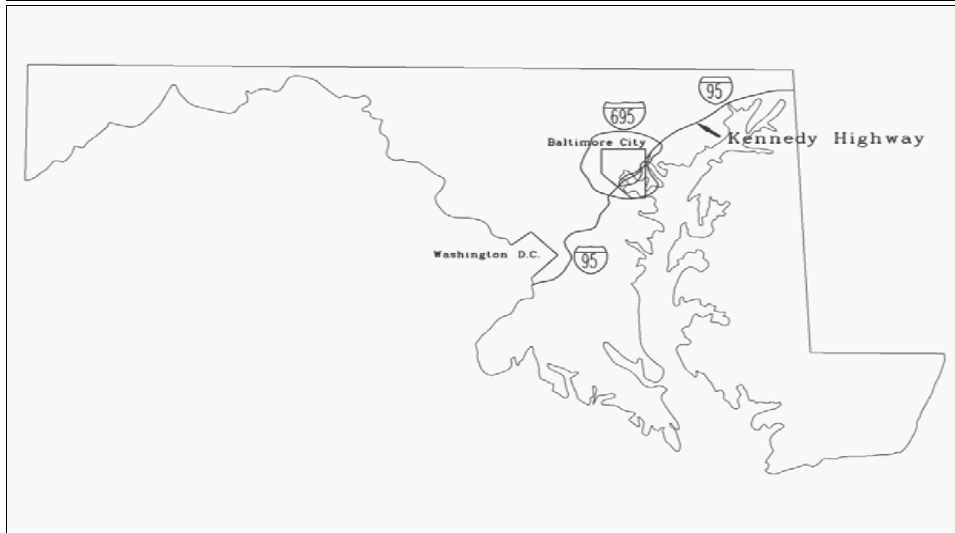 95
695
Baltimore City
Kennedy Highway
Washington D.C.
95